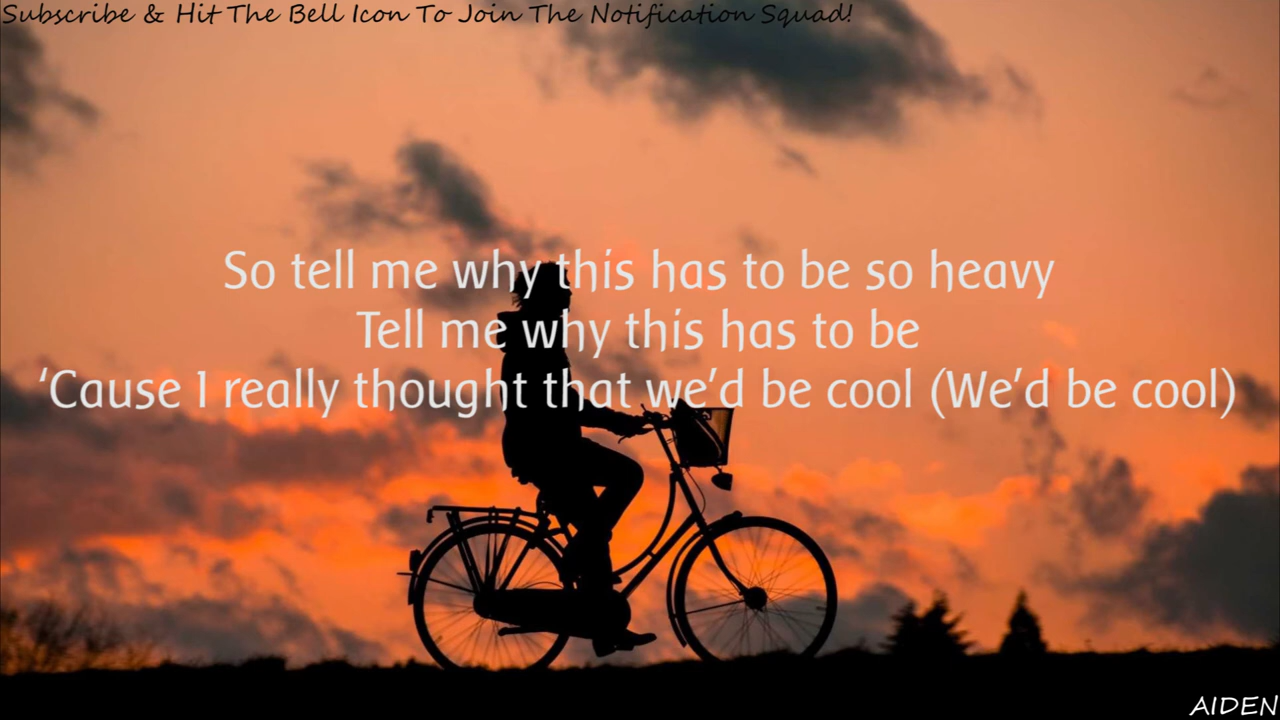 Subscribe & Hit The Bell Icon To Join The Notification Squad!
So tell me why this has to be so heavy
Tell me why this has to be
‘Cause I really thought that we’d be cool (We’d be cool)
AIDEN